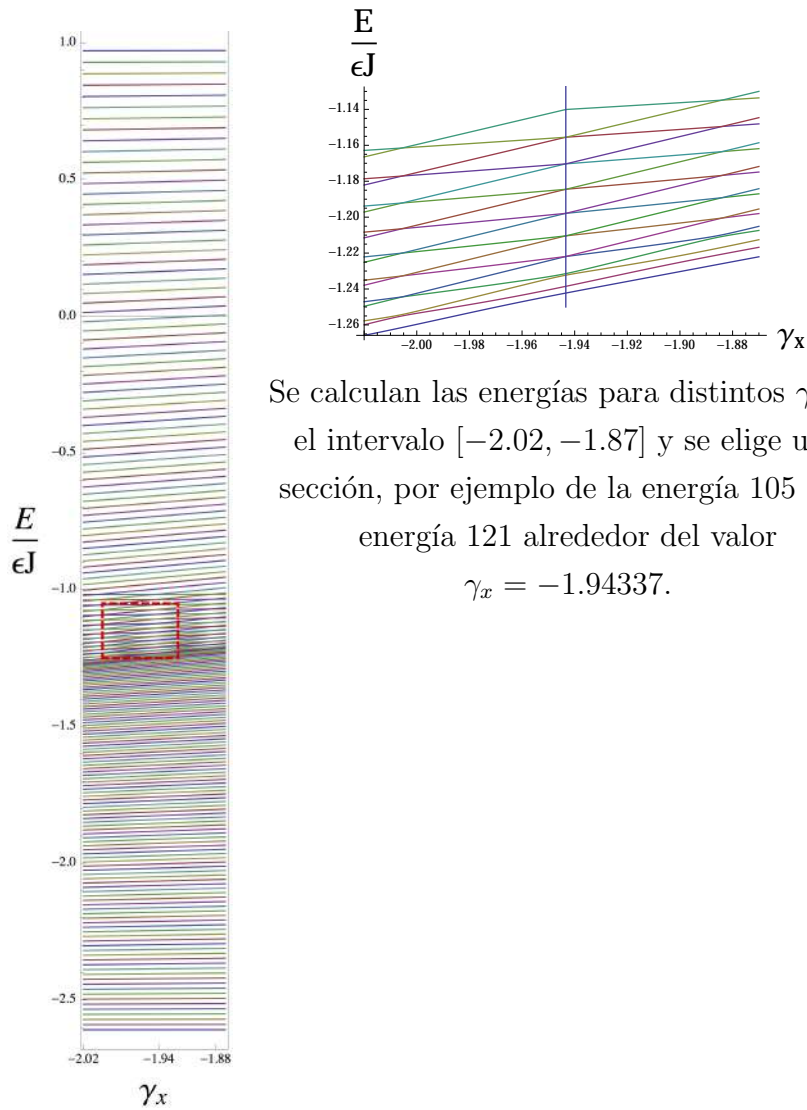 1.0
0.5
0.0
−0.5
−1.0
−1.5
−2.0
−2.5
E
ϵJ
−2.02 −1.94 −1.88
γx
E
ϵJ
−1.14
−1.16
−1.18
−1.20
−1.22
−1.24
−1.26
−2.00 −1.98 −1.96 −1.94 −1.92 −1.90 −1.88
γx
Se calculan las energías para distintos γ
el intervalo [−2.02, −1.87] y se elige u
sección, por ejemplo de la energía 105
energía 121 alrededor del valor
γx = −1.94337.